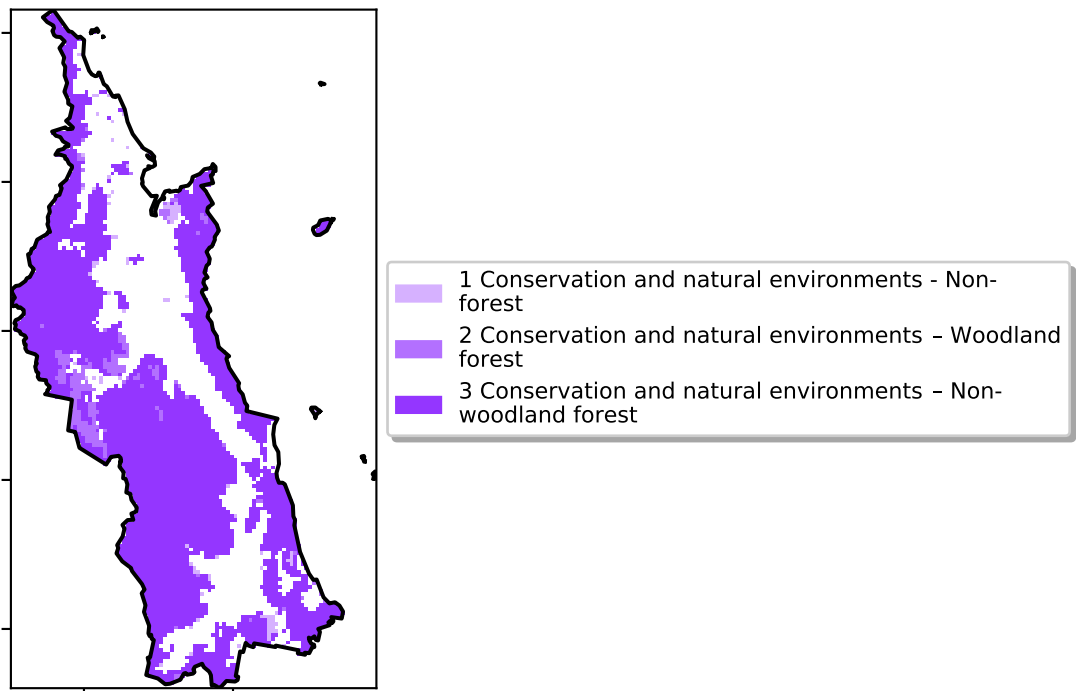 1 Conservation and natural environments - Non-
forest
2 Conservation and natural environments – Woodland
forest
3 Conservation and natural environments – Non-
woodland forest